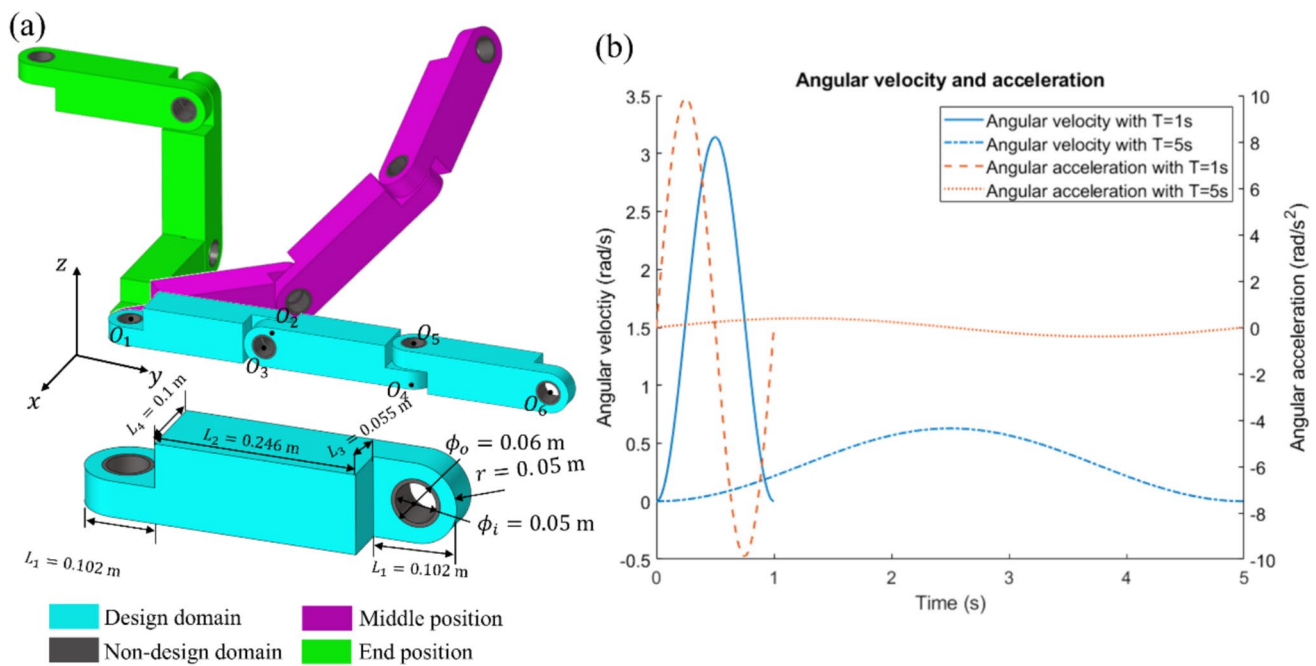 (a)
z
y
x
O₁
O₂
O₃
O₄
O₅
O₆
L₄ = 0.1 m
L₂ = 0.246 m
L₃ = 0.055 m
ϕₒ = 0.06 m
r = 0.05 m
ϕᵢ = 0.05 m
L₁ = 0.102 m
L₁ = 0.102 m
Design domain
Middle position
Non-design domain
End position
(b)
Angular velocity and acceleration
Angular velocity with T=1s
Angular velocity with T=5s
Angular acceleration with T=1s
Angular acceleration with T=5s
3.5
3
2.5
2
1.5
1
0.5
0
-0.5
Angular veloctiy (rad/s)
10
8
6
4
2
0
-2
-4
-6
-8
-10
Angular acceleration (rad/s²)
0
1
2
3
4
5
Time (s)